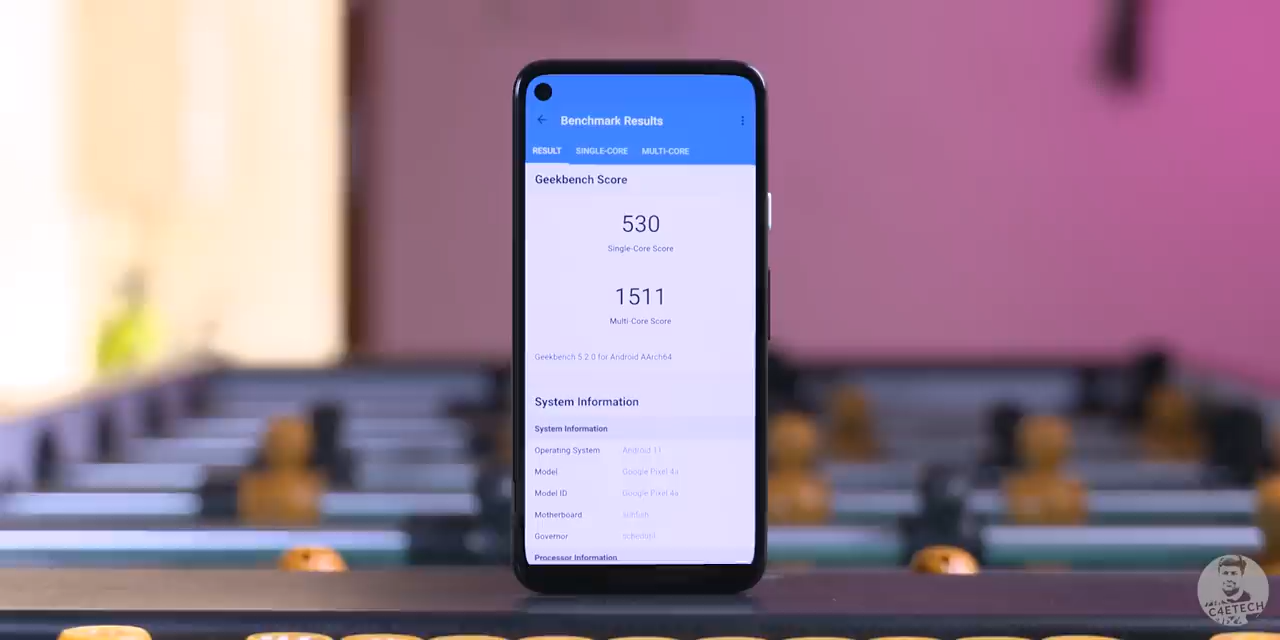 Benchmark Results
RESULT SINGLE-CORE MULTI-CORE
Geekbench Score
530
Single-Core Score
1511
Multi-Core Score
Geekbench 5.2.0 for Android AArch64
System Information
System Information
Operating System Android 11
Model Google Pixel 4a
Model ID Google Pixel 4a
Motherboard sunfish
Governor schedutil
Processor Information
C4ETECH